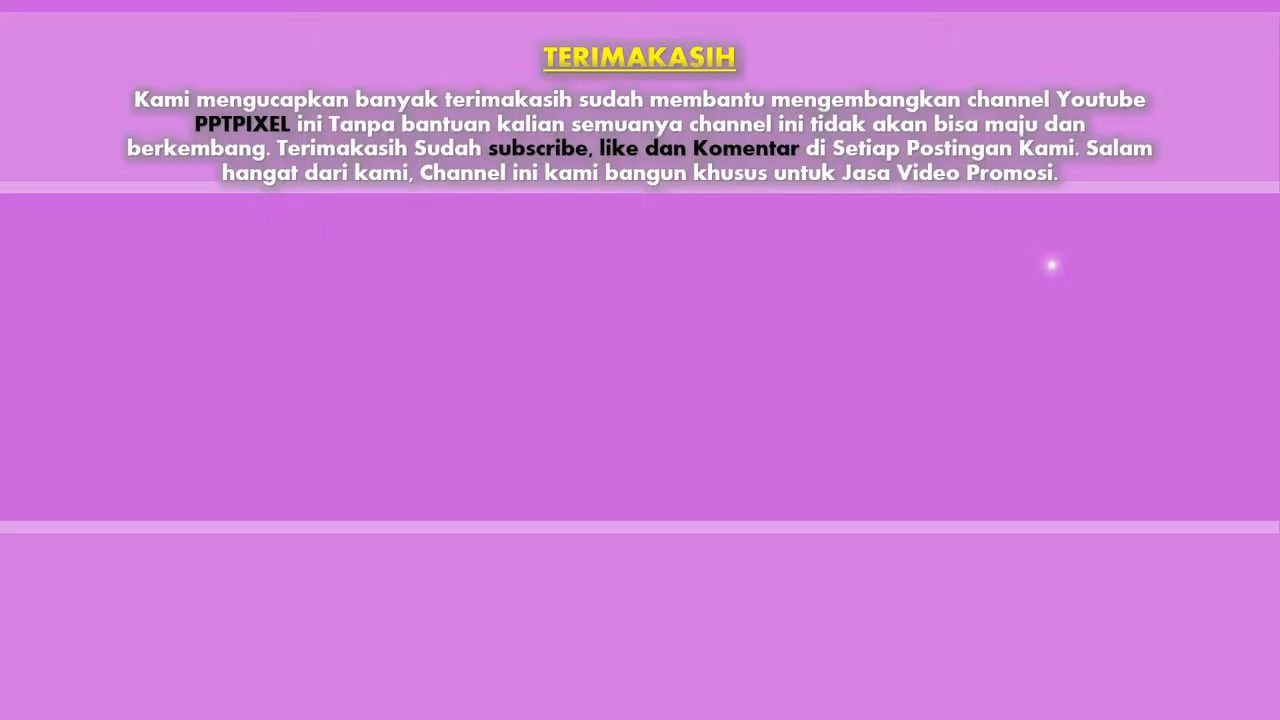 TERIMAKASIH
Kami mengucapkan banyak terimakasih sudah membantu mengembangkan channel Youtube
PPTPIXEL ini Tanpa bantuan kalian semuanya channel ini tidak akan bisa maju dan
berkembang. Terimakasih Sudah subscribe, like dan Komentar di Setiap Postingan Kami. Salam
hangat dari kami, Channel ini kami bangun khusus untuk Jasa Video Promosi.